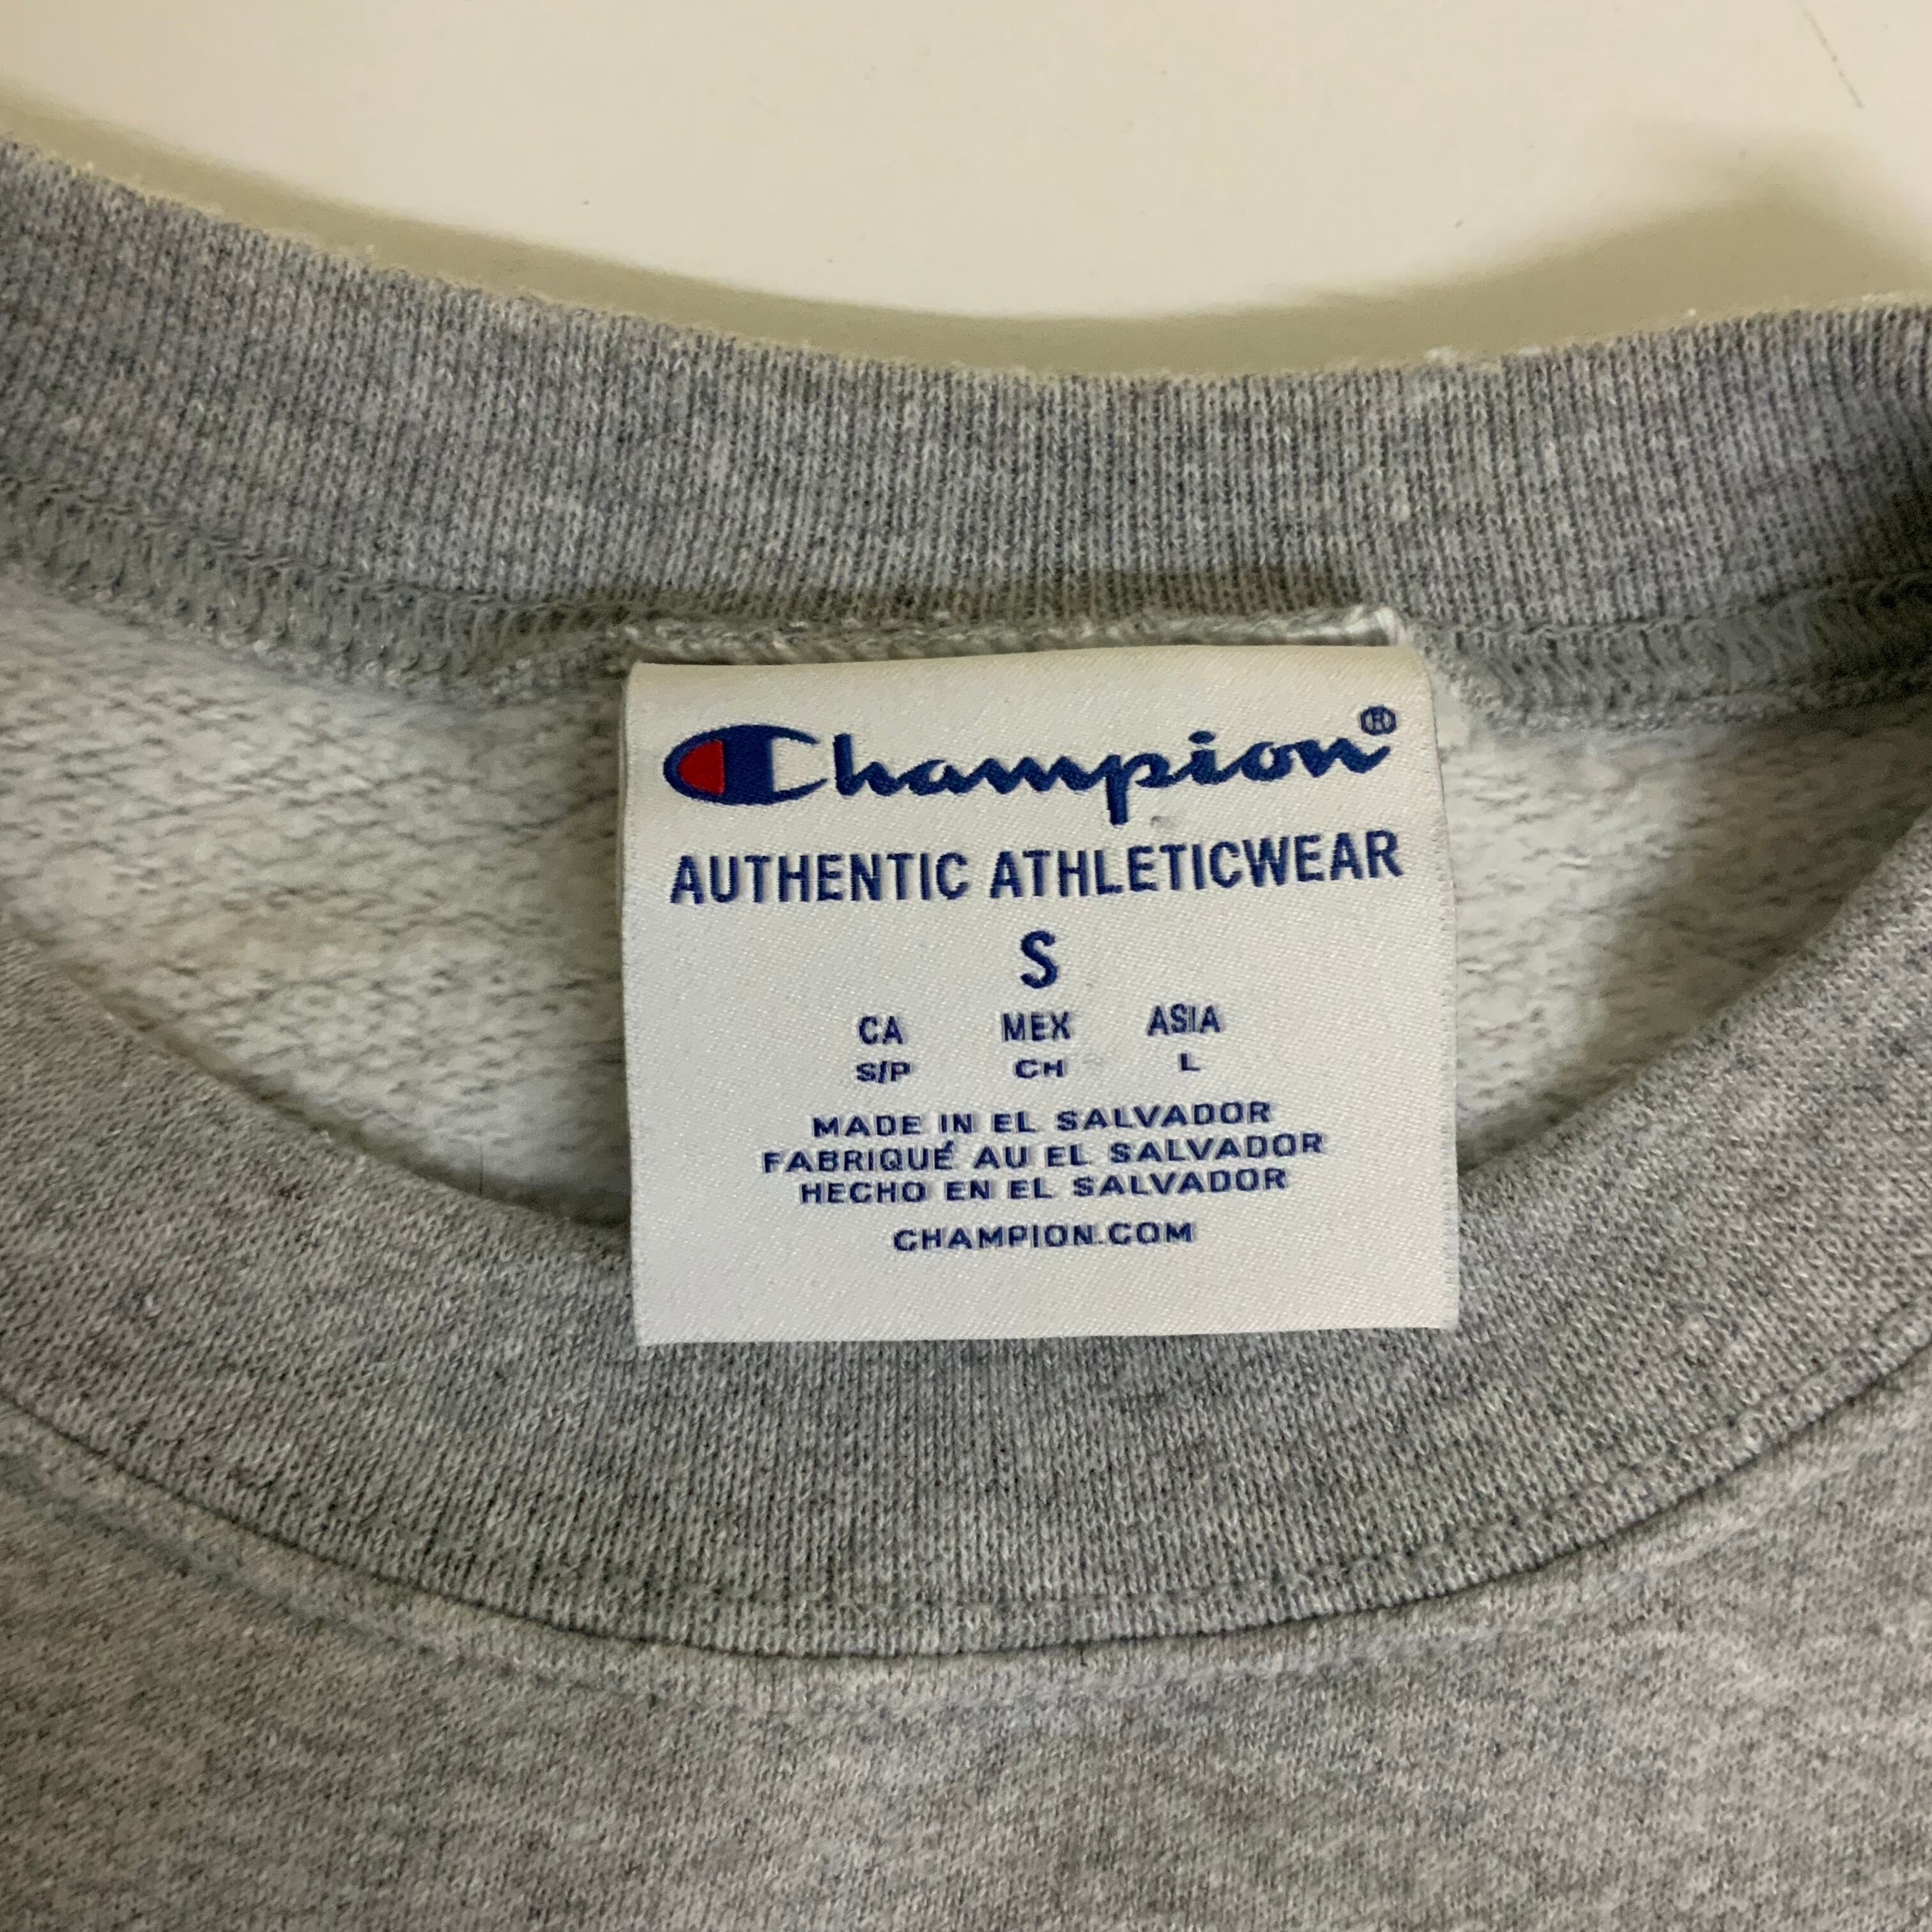 Champion®
AUTHENTIC ATHLETICWEAR
S
CA MEX ASIA
S/P CH L
MADE IN EL SALVADOR
FABRIQUÉ AU EL SALVADOR
HECHO EN EL SALVADOR
CHAMPION.COM